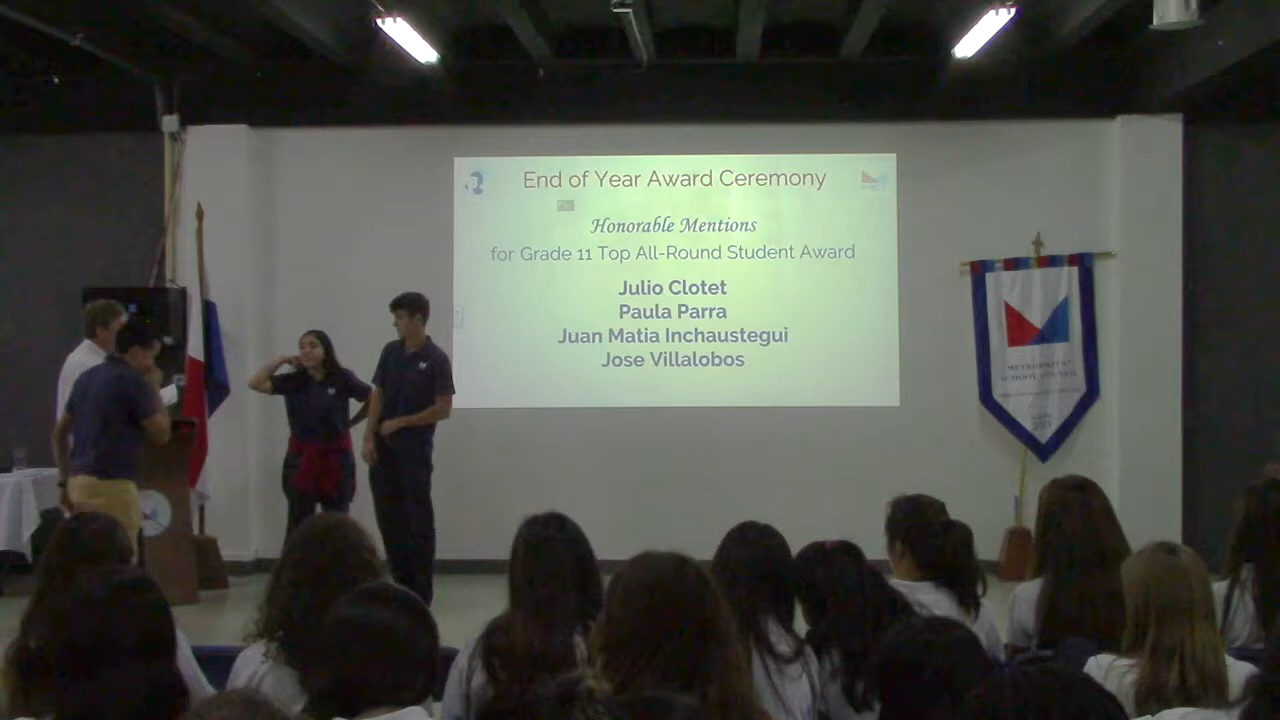 End of Year Award Ceremony
Honorable Mentions
for Grade 11 Top All-Round Student Award
Julio Clotet
Paula Parra
Juan Matia Inchaustegui
Jose Villalobos